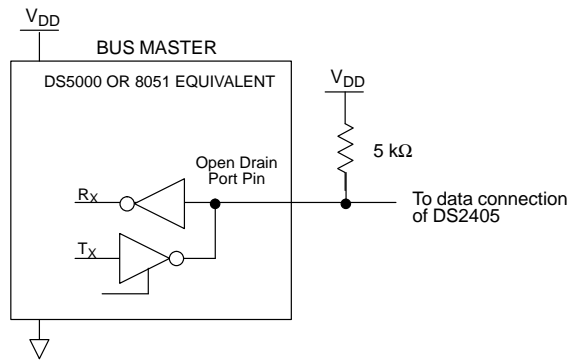 VDD
BUS MASTER
DS5000 OR 8051 EQUIVALENT
VDD
5 kΩ
Open Drain
Port Pin
RX
To data connection
of DS2405
TX